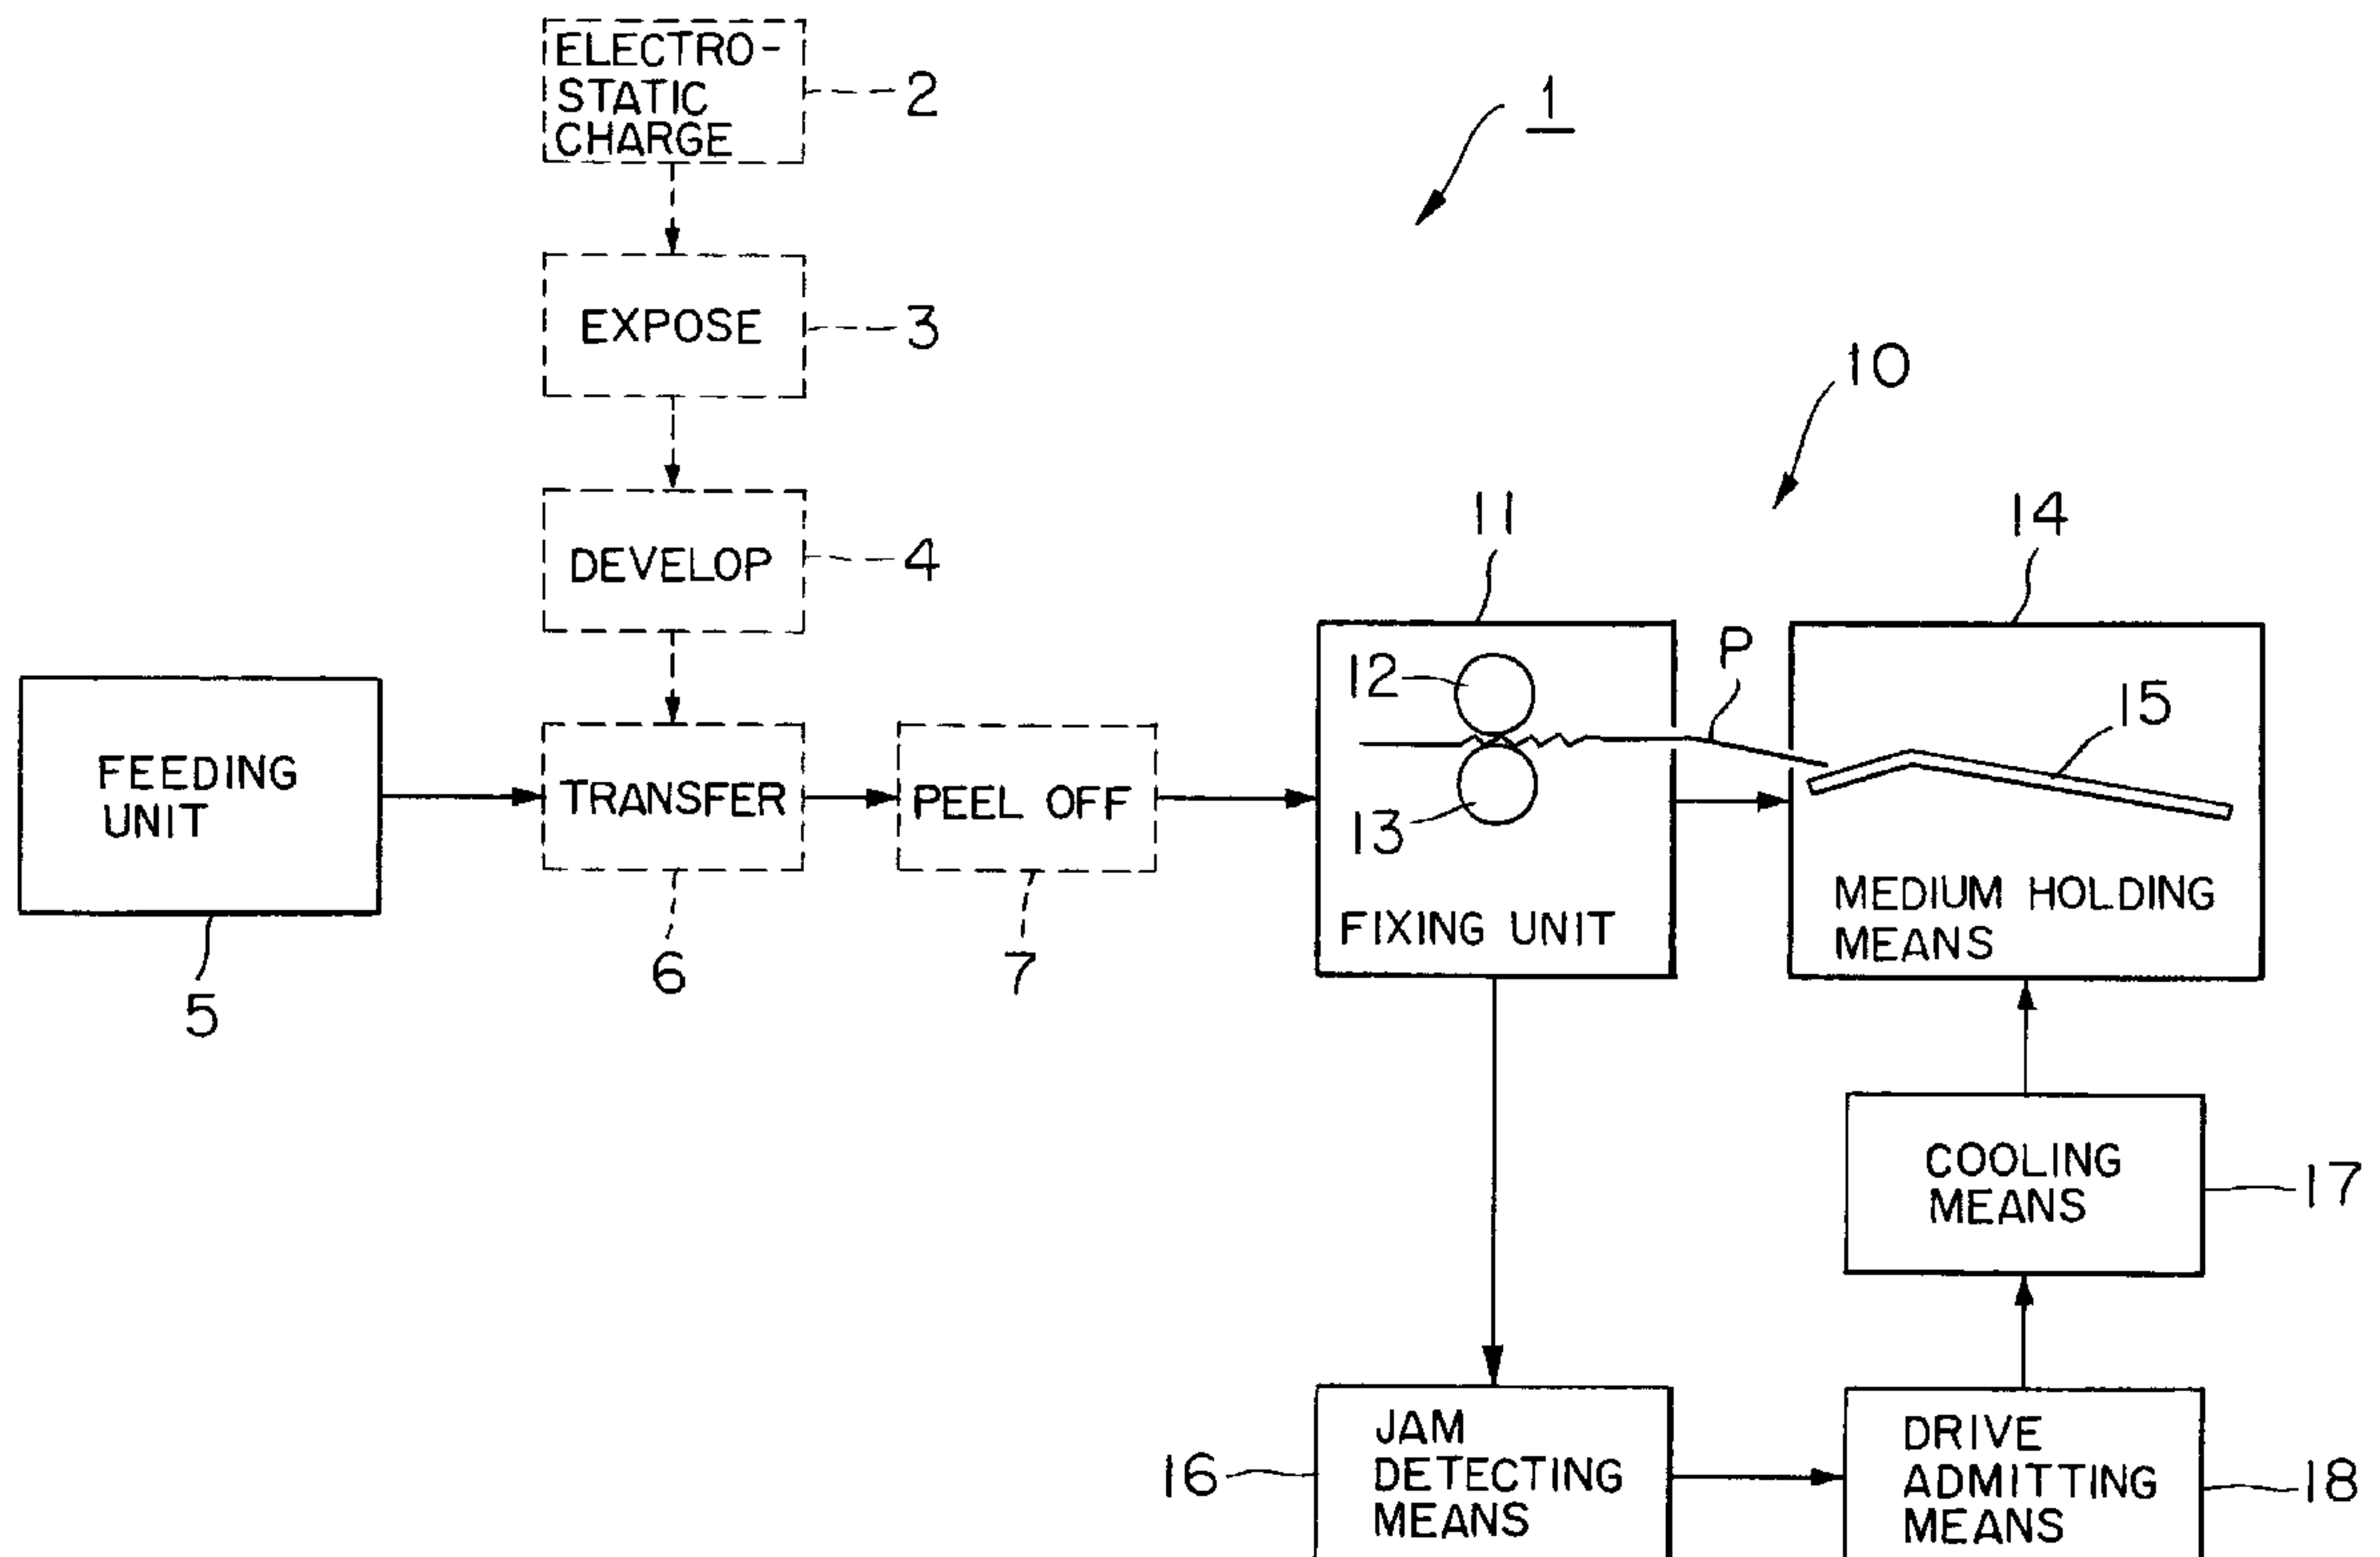 ELECTRO-
STATIC
CHARGE
2
1
EXPOSE
3
10
DEVELOP
4
11
14
12
P
15
FEEDING
UNIT
TRANSFER
PEEL OFF
13
FIXING UNIT
MEDIUM HOLDING
MEANS
5
6
7
COOLING
MEANS
17
16
JAM
DETECTING
MEANS
DRIVE
ADMITTING
MEANS
18